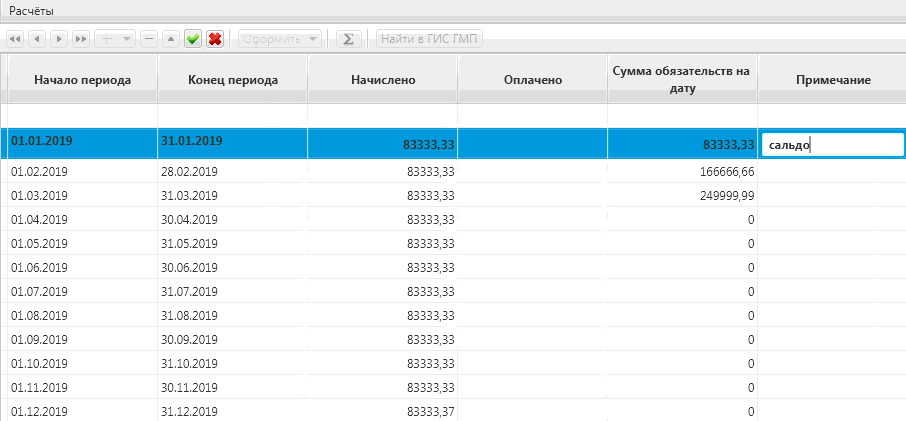 Расчёты
Оформить Σ Найти в ГИС ГМП
Начало периода Конец периода Начислено Оплачено Сумма обязательств на дату Примечание
01.01.2019 31.01.2019 83333,33 83333,33 сальдо
01.02.2019 28.02.2019 83333,33 166666,66
01.03.2019 31.03.2019 83333,33 249999,99
01.04.2019 30.04.2019 83333,33 0
01.05.2019 31.05.2019 83333,33 0
01.06.2019 30.06.2019 83333,33 0
01.07.2019 31.07.2019 83333,33 0
01.08.2019 31.08.2019 83333,33 0
01.09.2019 30.09.2019 83333,33 0
01.10.2019 31.10.2019 83333,33 0
01.11.2019 30.11.2019 83333,33 0
01.12.2019 31.12.2019 83333,37 0